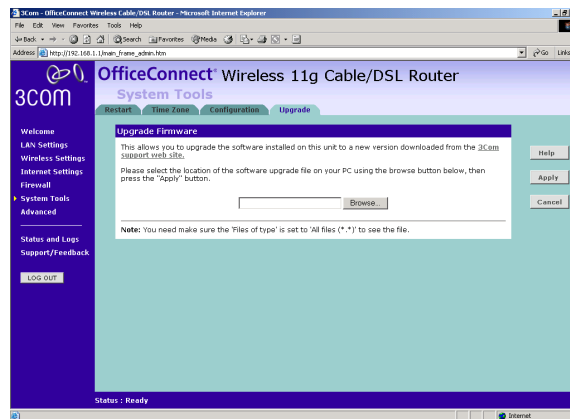 3Com - OfficeConnect Wireless Cable/DSL Router - Microsoft Internet Explorer
File Edit View Favorites Tools Help
Back Search Favorites Media
Address http://192.168.1.1/main_frame_admin.htm Go Links
3COM
OfficeConnect Wireless 11g Cable/DSL Router
System Tools
Restart Time Zone Configuration Upgrade
Welcome
LAN Settings
Wireless Settings
Internet Settings
Firewall
System Tools
Advanced
Status and Logs
Support/Feedback
LOG OUT
Upgrade Firmware
This allows you to upgrade the software installed on this unit to a new version downloaded from the 3Com
support web site.
Please select the location of the software upgrade file on your PC using the browse button below, then
press the "Apply" button.
Browse...
Note: You need make sure the 'Files of type' is set to 'All files (*.*)' to see the file.
Help
Apply
Cancel
Status : Ready
Internet